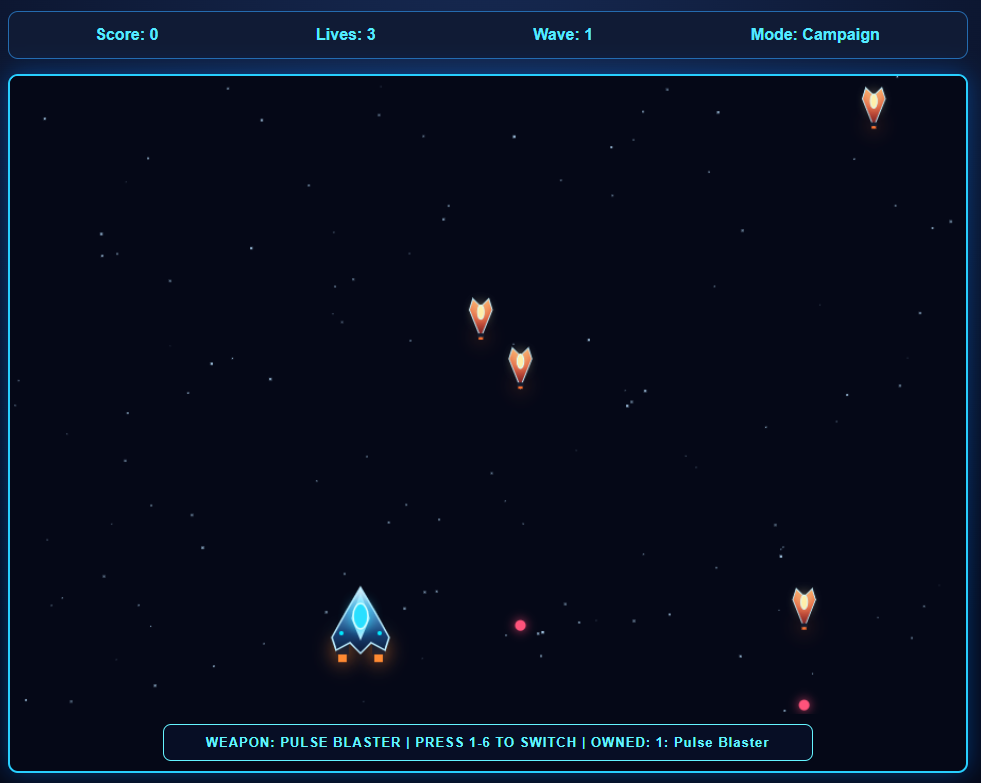 Score: 0 Lives: 3 Wave: 1 Mode: Campaign
WEAPON: PULSE BLASTER | PRESS 1-6 TO SWITCH | OWNED: 1: Pulse Blaster